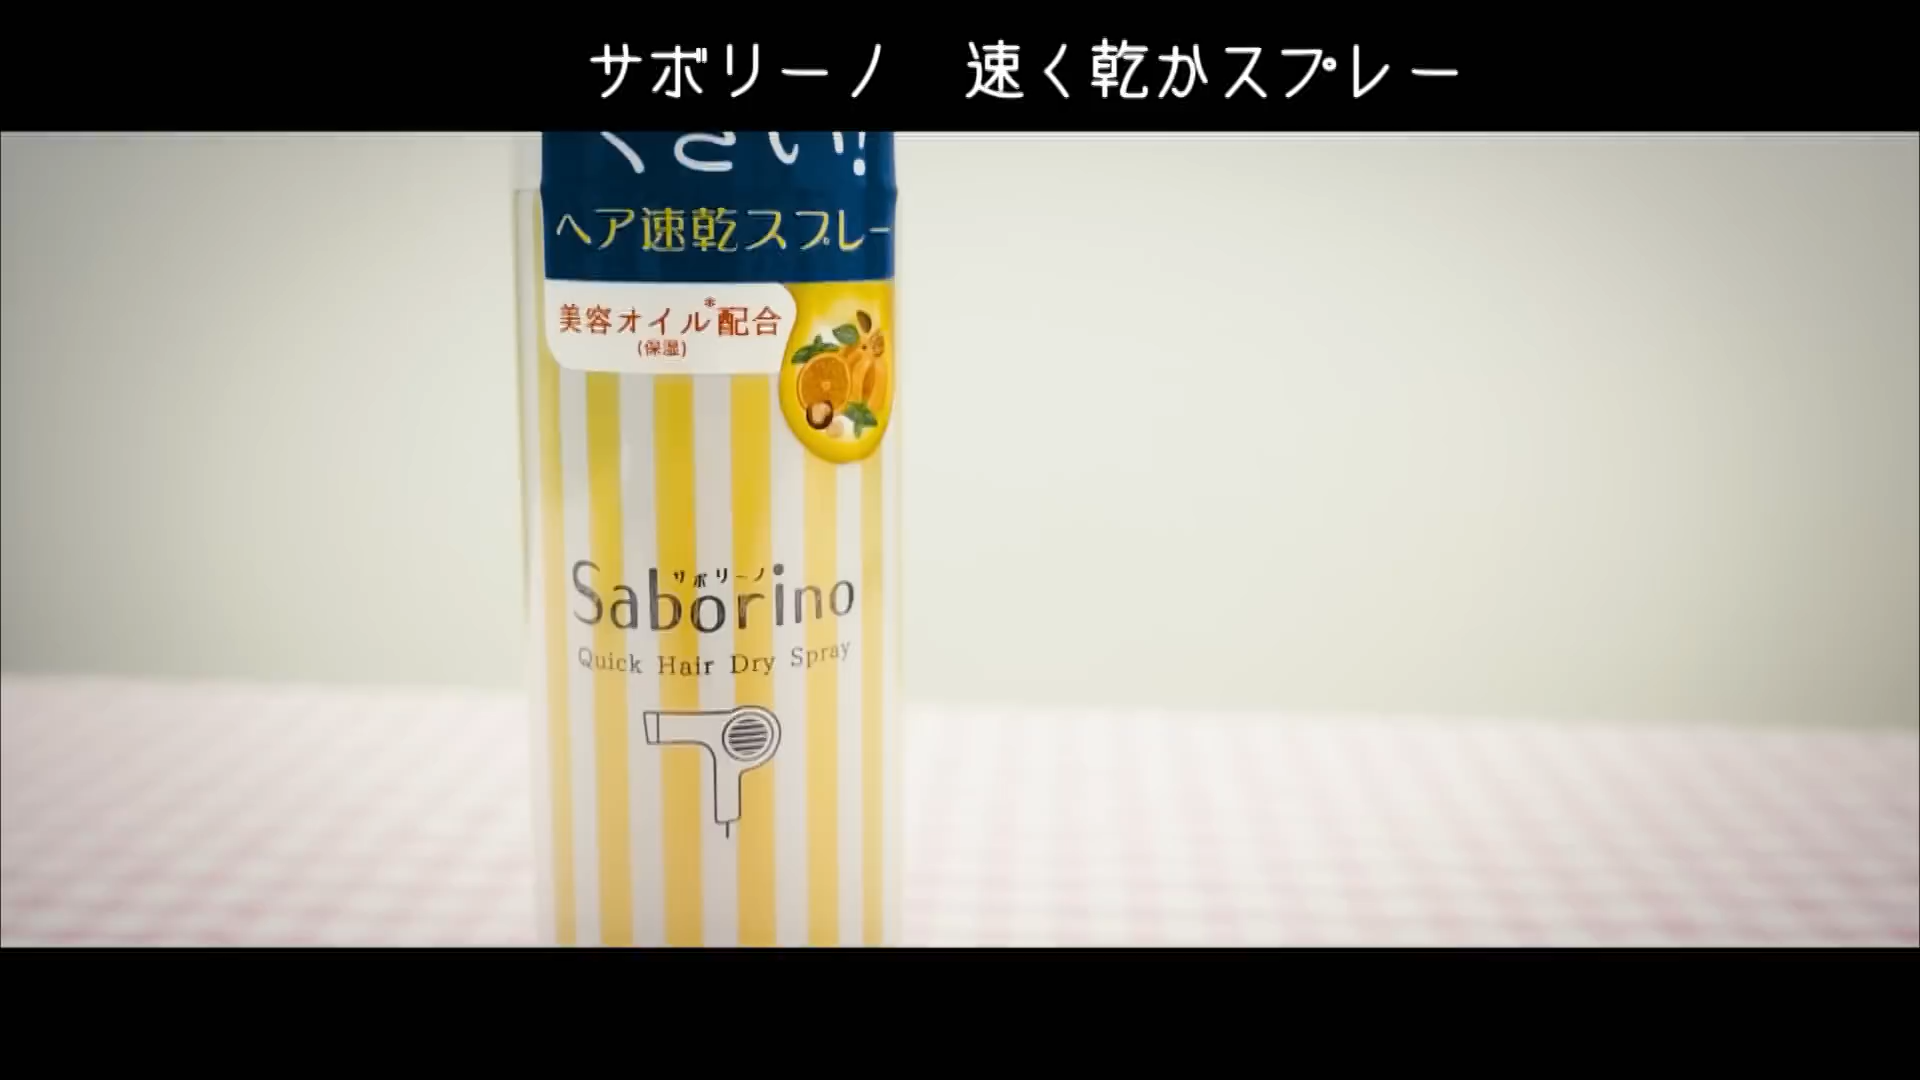 サボリーノ 速く乾かスプレー
くさい!
ヘア速乾スプレー
美容オイル*配合
(保湿)
サボリーノ
Saborino
Quick Hair Dry Spray